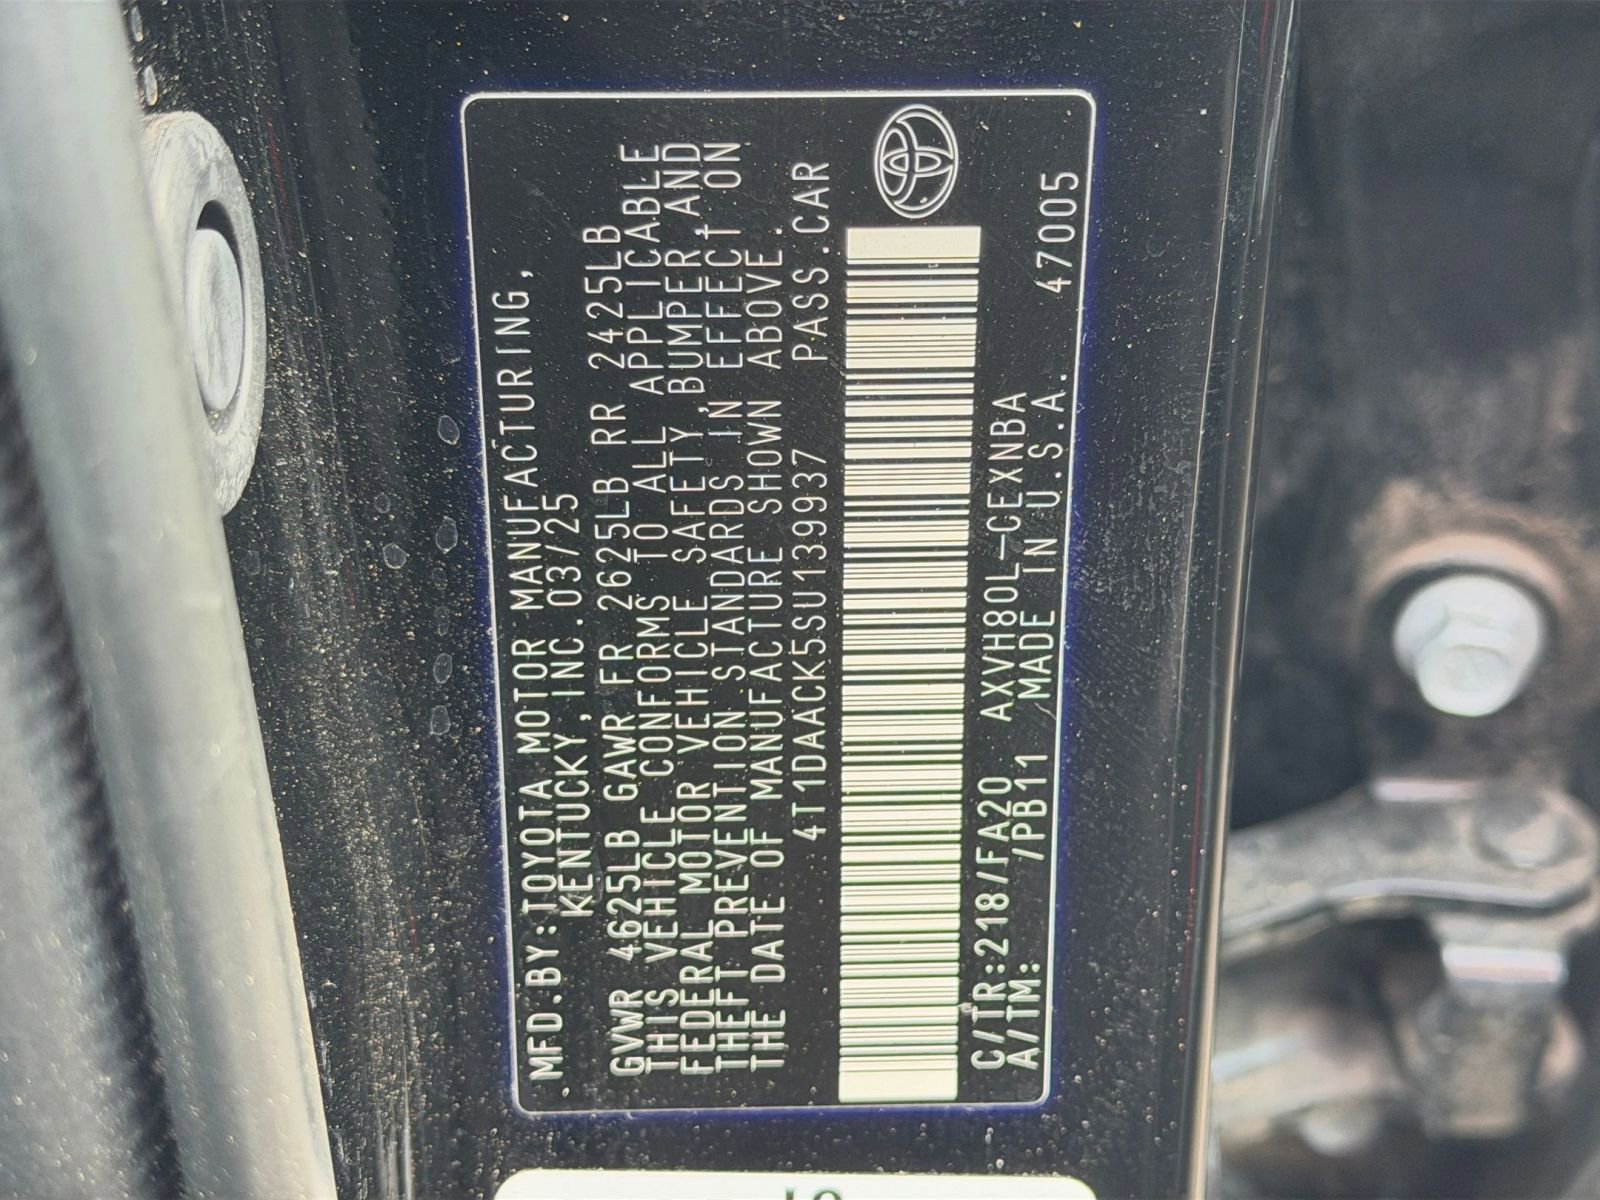 MFD.BY:TOYOTA MOTOR MANUFACTURING,
KENTUCKY,INC.03/25
GVWR 4625LB GAWR FR 2625LB RR 2425LB
THIS VEHICLE CONFORMS TO ALL APPLICABLE
FEDERAL MOTOR VEHICLE SAFETY,BUMPER,AND
THEFT PREVENTION STANDARDS IN EFFECT ON
THE DATE OF MANUFACTURE SHOWN ABOVE.
4T1DAACK5SU139937 PASS.CAR
C/TR:218/FA20 AXVH80L-CEXNBA
A/TM: /PB11 MADE IN U.S.A. 47005